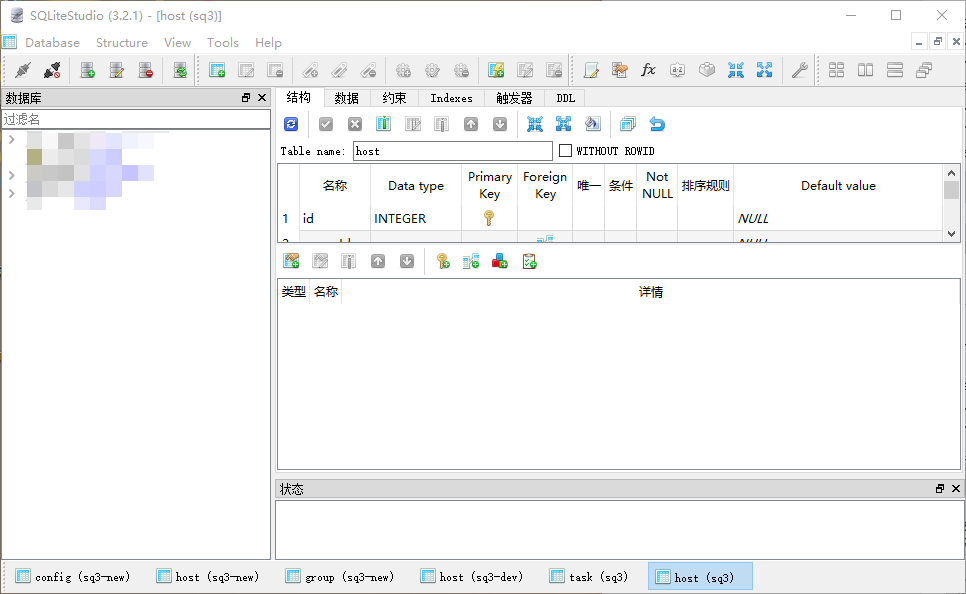 SQLiteStudio (3.2.1) - [host (sq3)]
Database Structure View Tools Help
数据库
过滤名
结构 数据 约束 Indexes 触发器 DDL
Table name: host WITHOUT ROWID
名称 Data type Primary Key Foreign Key 唯一 条件 Not NULL 排序规则 Default value
1 id INTEGER NULL
类型 名称 详情
状态
config (sq3-new) host (sq3-new) group (sq3-new) host (sq3-dev) task (sq3) host (sq3)